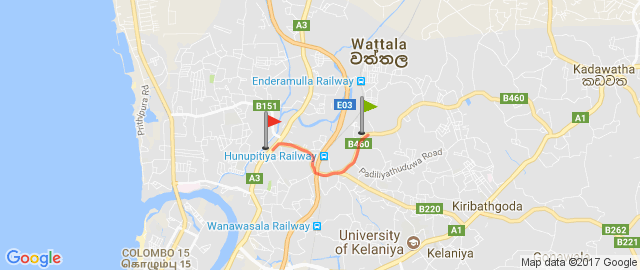 A3
Wattala
වත්තල
Enderamulla Railway
Kadawatha
කඩවත
Prithipura Rd
B151
E03
B460
A1
B460
Hunupitiya Railway
Padiliyathuduwa Road
A3
B220
Kiribathgoda
Wanawasala Railway
A1
B262
B221
University
of Kelaniya
Kelaniya
COLOMBO 15
கொழும்பு 15
Google
Map data ©2017 Google